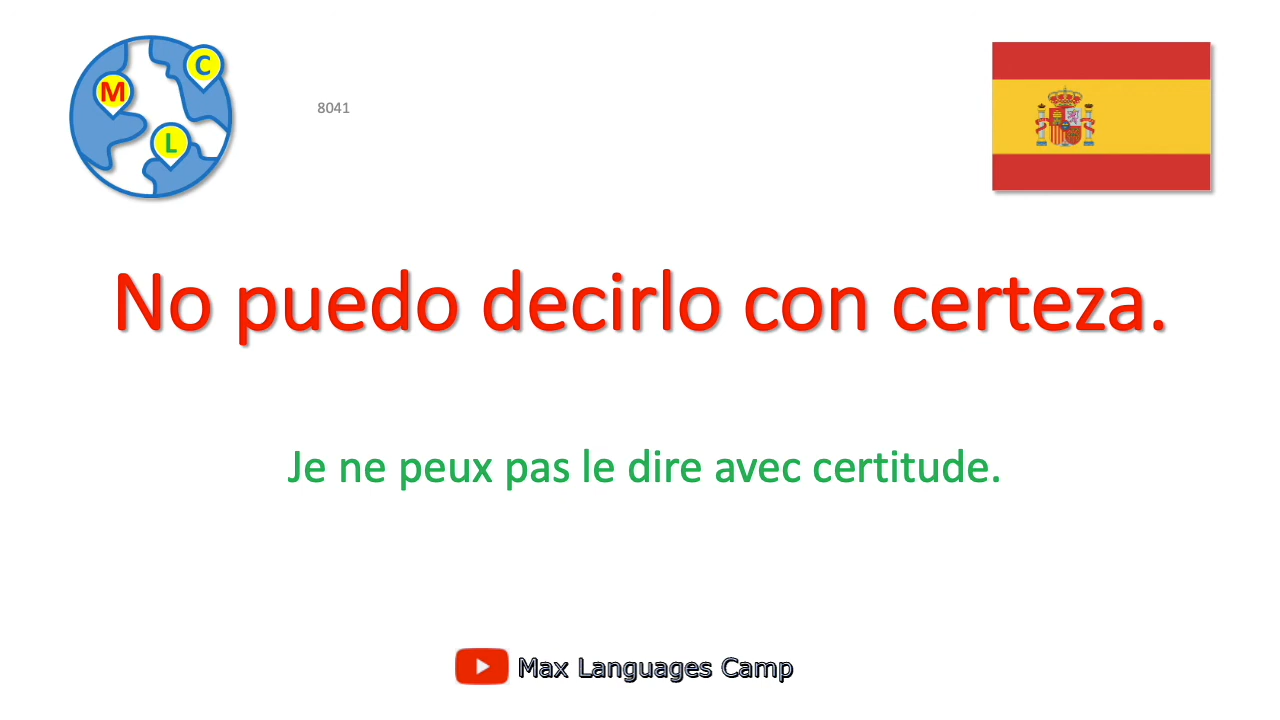 C
M
L
8041
No puedo decirlo con certeza.
Je ne peux pas le dire avec certitude.
Max Languages Camp